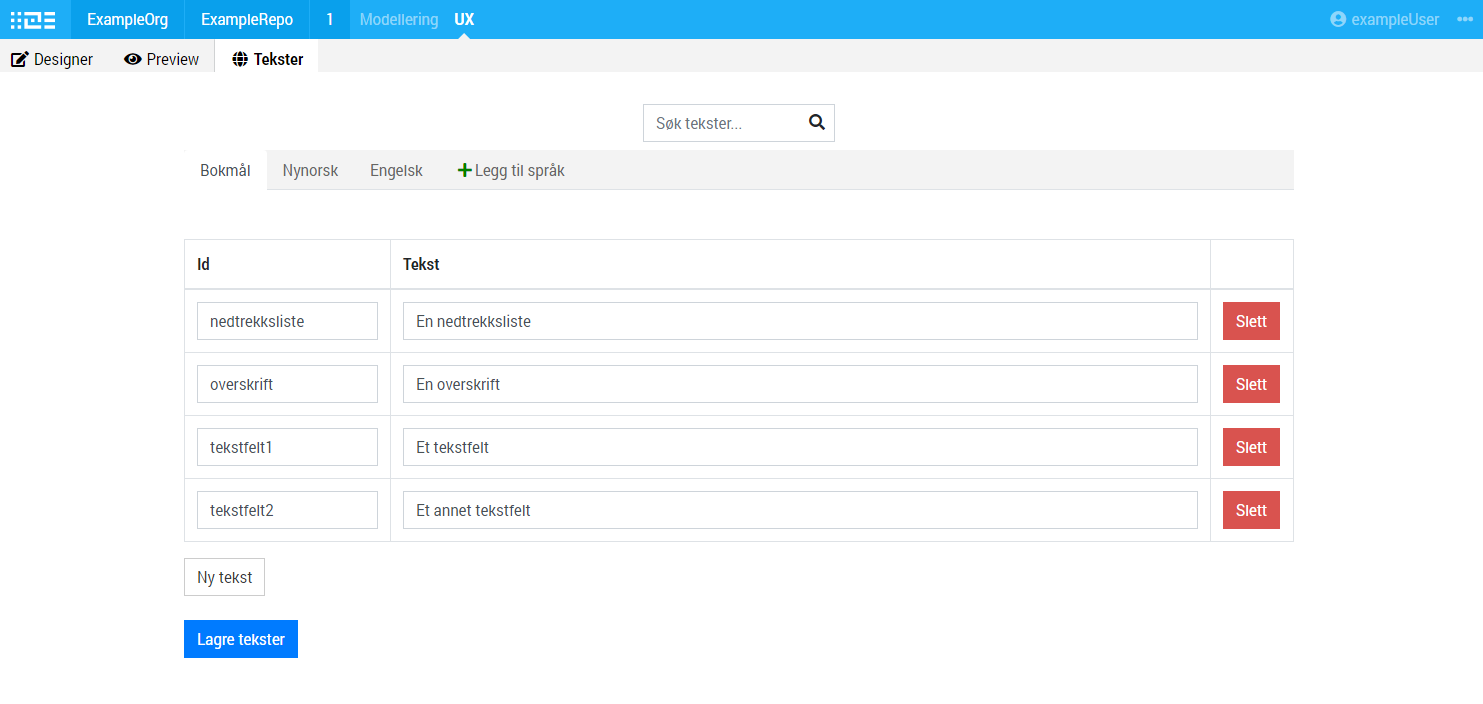 ExampleOrg ExampleRepo 1 Modellering UX exampleUser
Designer Preview Tekster
Søk tekster...
Bokmål Nynorsk Engelsk Legg til språk
Id Tekst
nedtrekksliste En nedtrekksliste Slett
overskrift En overskrift Slett
tekstfelt1 Et tekstfelt Slett
tekstfelt2 Et annet tekstfelt Slett
Ny tekst
Lagre tekster